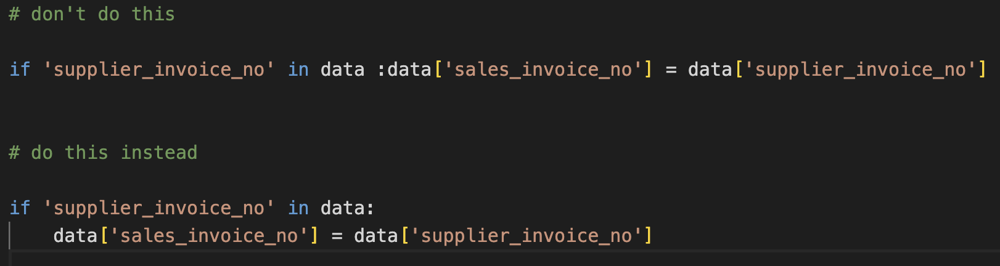 # don't do this
if 'supplier_invoice_no' in data :data['sales_invoice_no'] = data['supplier_invoice_no']
# do this instead
if 'supplier_invoice_no' in data:
    data['sales_invoice_no'] = data['supplier_invoice_no']